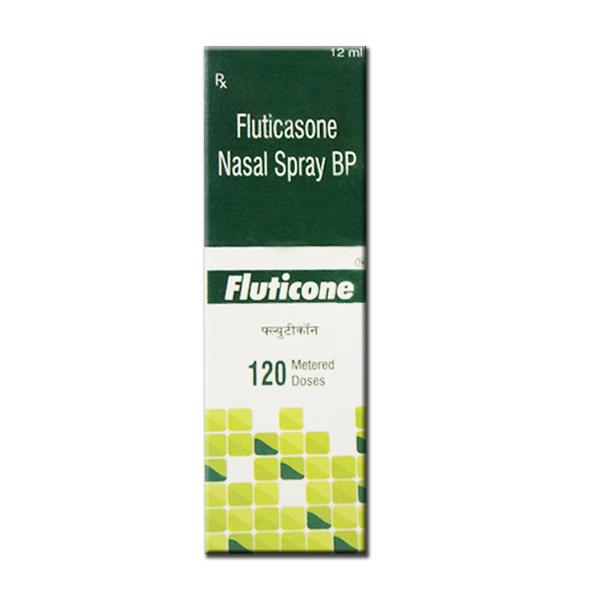 12 ml
Rx
Fluticasone
Nasal Spray BP
Fluticone
फ्ल्युटीकॉन
120 Metered
Doses